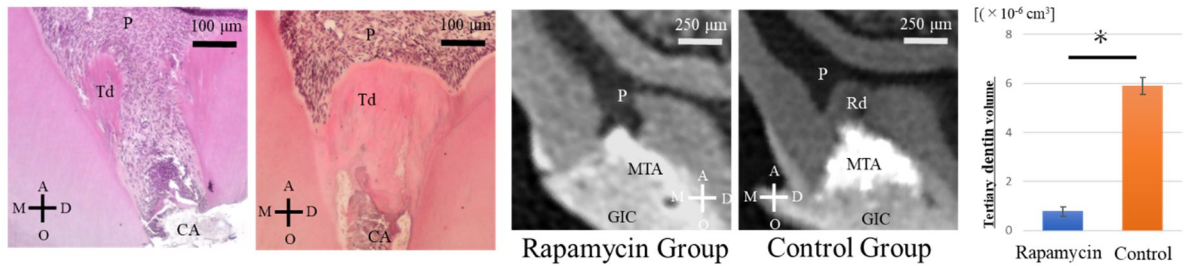 P
100 µm
Td
A
M D
O
CA
P
100 µm
Td
A
M D
O
CA
250 µm
P
MTA
A
M D
O
GIC
Rapamycin Group
250 µm
P
Rd
MTA
A
M D
O
GIC
Control Group
[(×10-6 cm3]
Tertiary dentin volume
8
6
4
2
0
*
Rapamycin
Control